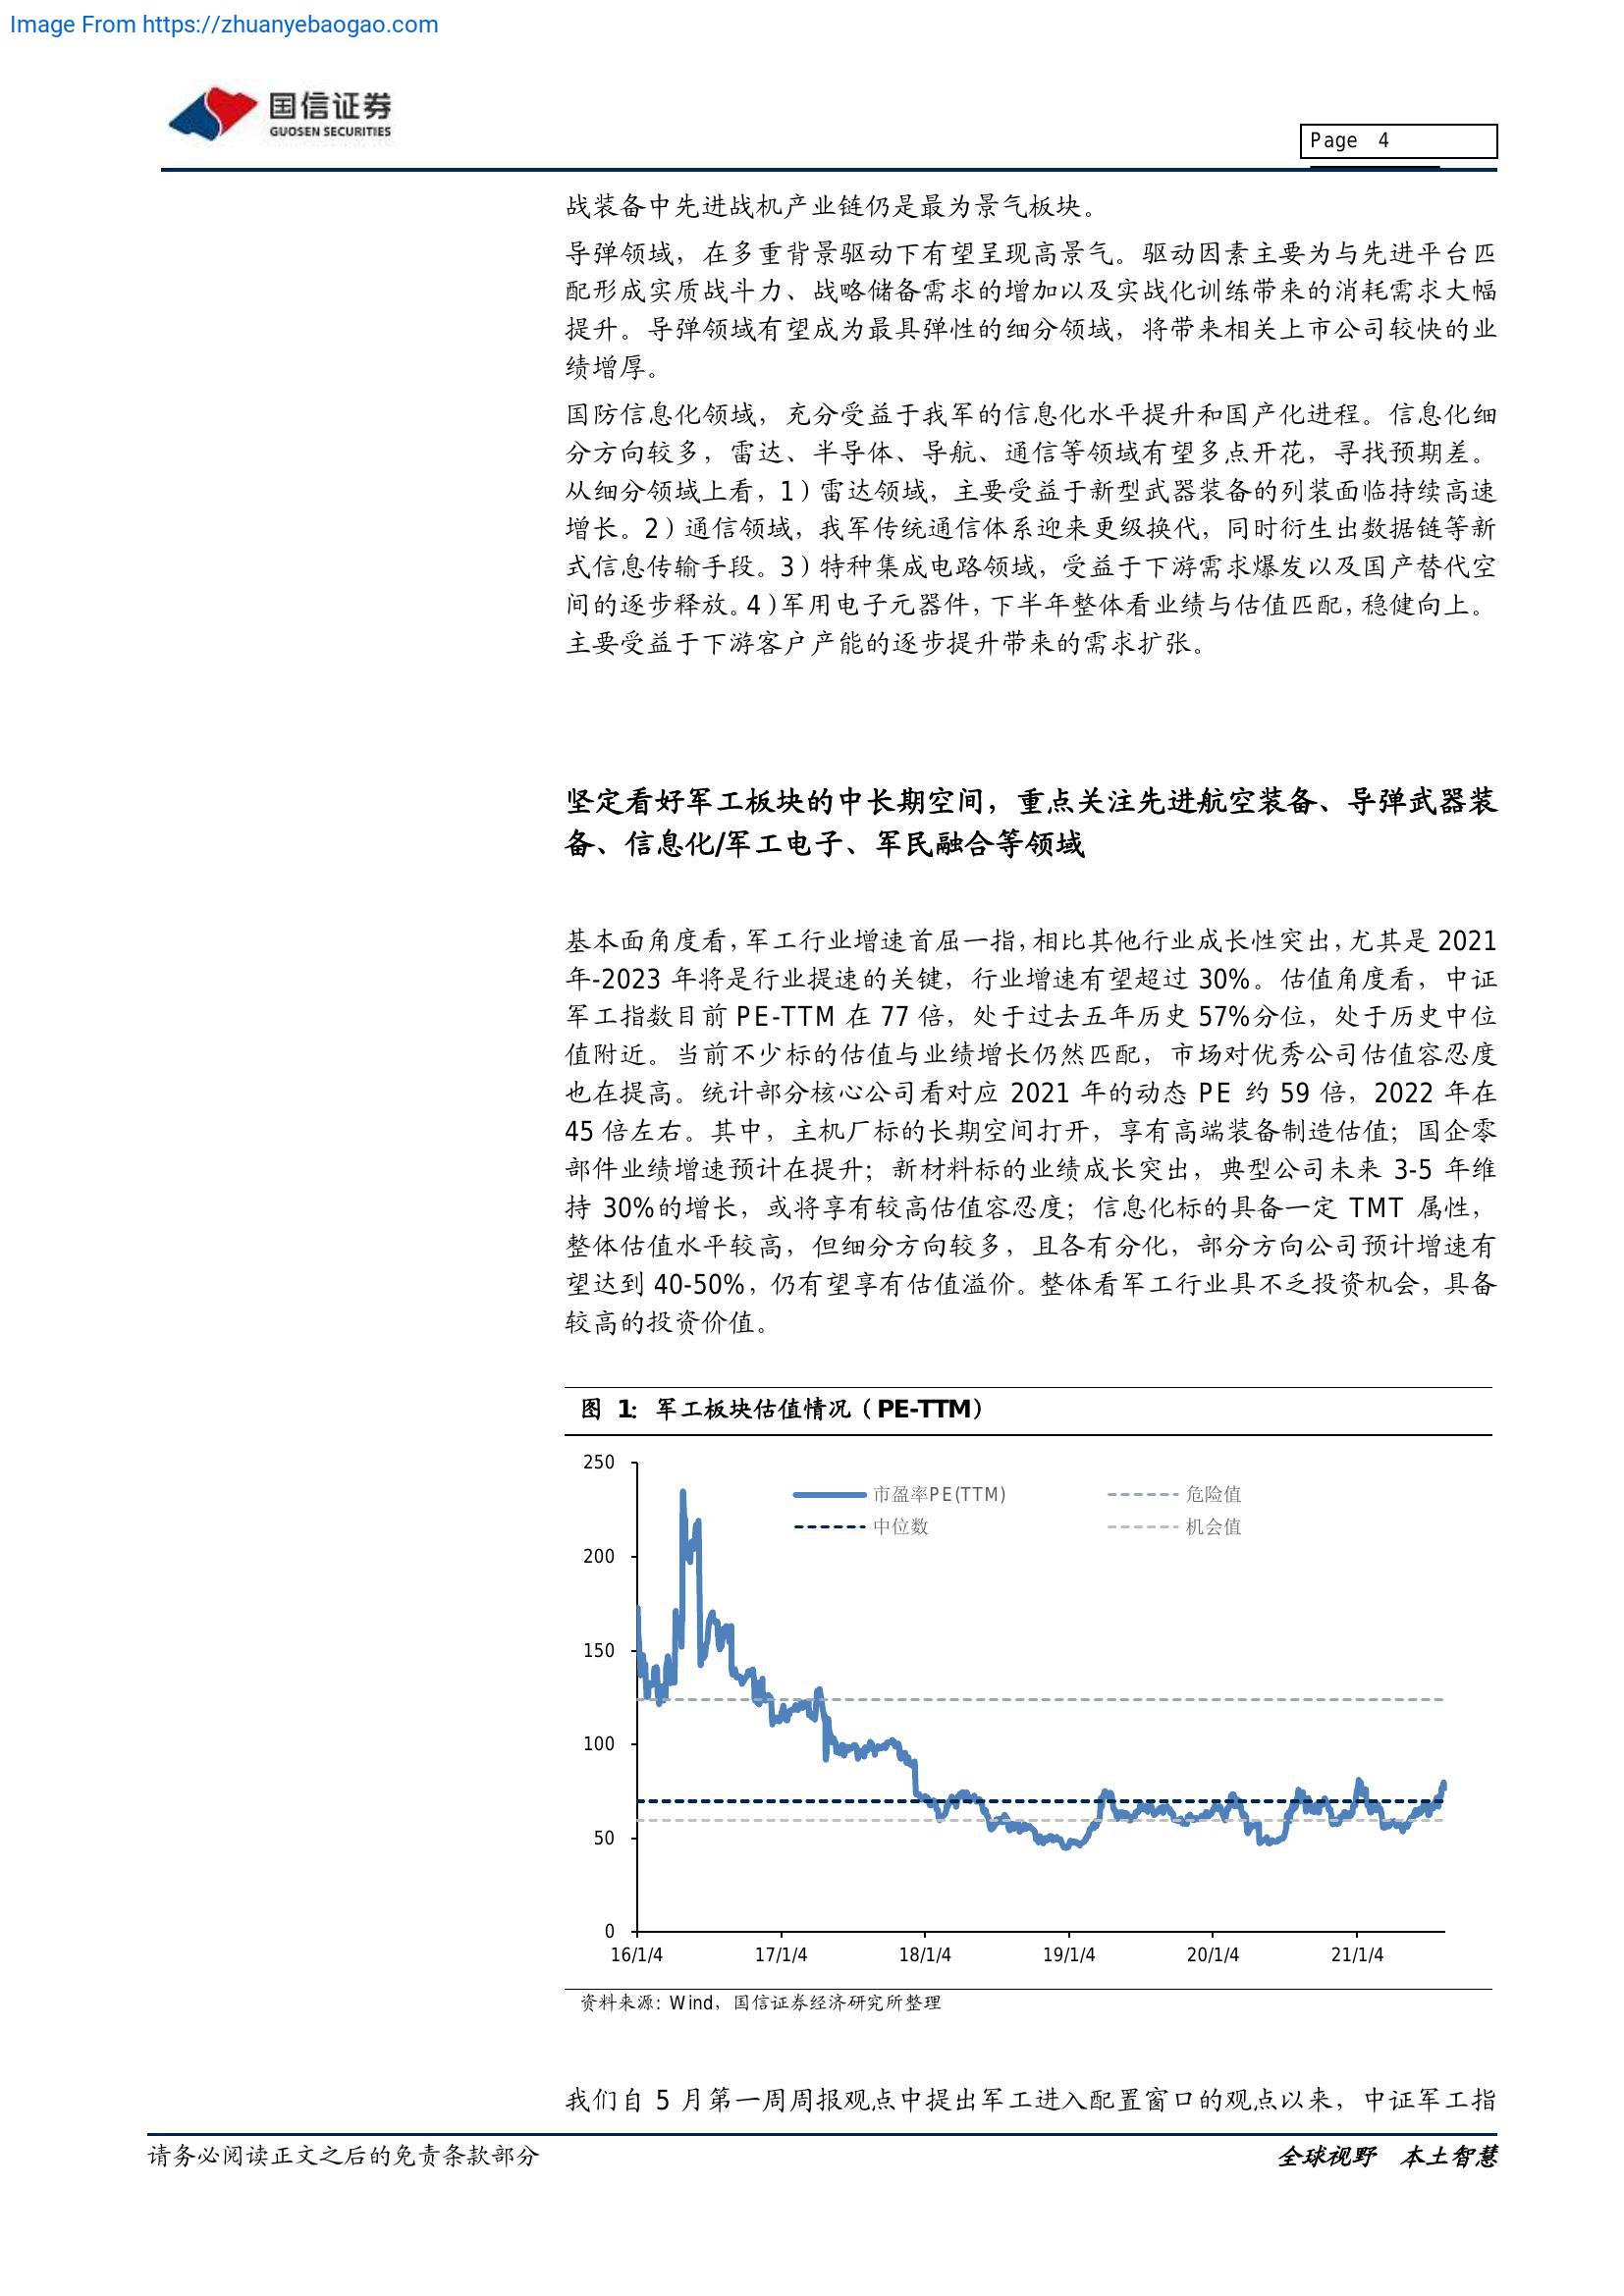 Image From https://zhuanyebaogao.com
国信证券
GUOSEN SECURITIES
Page 4
战装备中先进战机产业链仍是最为景气板块。
导弹领域，在多重背景驱动下有望呈现高景气。驱动因素主要为与先进平台匹
配形成实质战斗力、战略储备需求的增加以及实战化训练带来的消耗需求大幅
提升。导弹领域有望成为最具弹性的细分领域，将带来相关上市公司较快的业
绩增厚。
国防信息化领域，充分受益于我军的信息化水平提升和国产化进程。信息化细
分方向较多，雷达、半导体、导航、通信等领域有望多点开花，寻找预期差。
从细分领域上看，1）雷达领域，主要受益于新型武器装备的列装面临持续高速
增长。2）通信领域，我军传统通信体系迎来更级换代，同时衍生出数据链等新
式信息传输手段。3）特种集成电路领域，受益于下游需求爆发以及国产替代空
间的逐步释放。4）军用电子元器件，下半年整体看业绩与估值匹配，稳健向上。
主要受益于下游客户产能的逐步提升带来的需求扩张。
坚定看好军工板块的中长期空间，重点关注先进航空装备、导弹武器装
备、信息化/军工电子、军民融合等领域
基本面角度看，军工行业增速首屈一指，相比其他行业成长性突出，尤其是 2021
年-2023 年将是行业提速的关键，行业增速有望超过 30%。估值角度看，中证
军工指数目前 PE-TTM 在 77 倍，处于过去五年历史 57%分位，处于历史中位
值附近。当前不少标的估值与业绩增长仍然匹配，市场对优秀公司估值容忍度
也在提高。统计部分核心公司看对应 2021 年的动态 PE 约 59 倍，2022 年在
45 倍左右。其中，主机厂标的长期空间打开，享有高端装备制造估值；国企零
部件业绩增速预计在提升；新材料标的业绩成长突出，典型公司未来 3-5 年维
持 30%的增长，或将享有较高估值容忍度；信息化标的具备一定 TMT 属性，
整体估值水平较高，但细分方向较多，且各有分化，部分方向公司预计增速有
望达到 40-50%，仍有望享有估值溢价。整体看军工行业具不乏投资机会，具备
较高的投资价值。
图 1: 军工板块估值情况（PE-TTM）
250
市盈率PE(TTM) 危险值
中位数 机会值
200
150
100
50
0
16/1/4 17/1/4 18/1/4 19/1/4 20/1/4 21/1/4
资料来源: Wind，国信证券经济研究所整理
我们自 5 月第一周周报观点中提出军工进入配置窗口的观点以来，中证军工指
请务必阅读正文之后的免责条款部分
全球视野 本土智慧